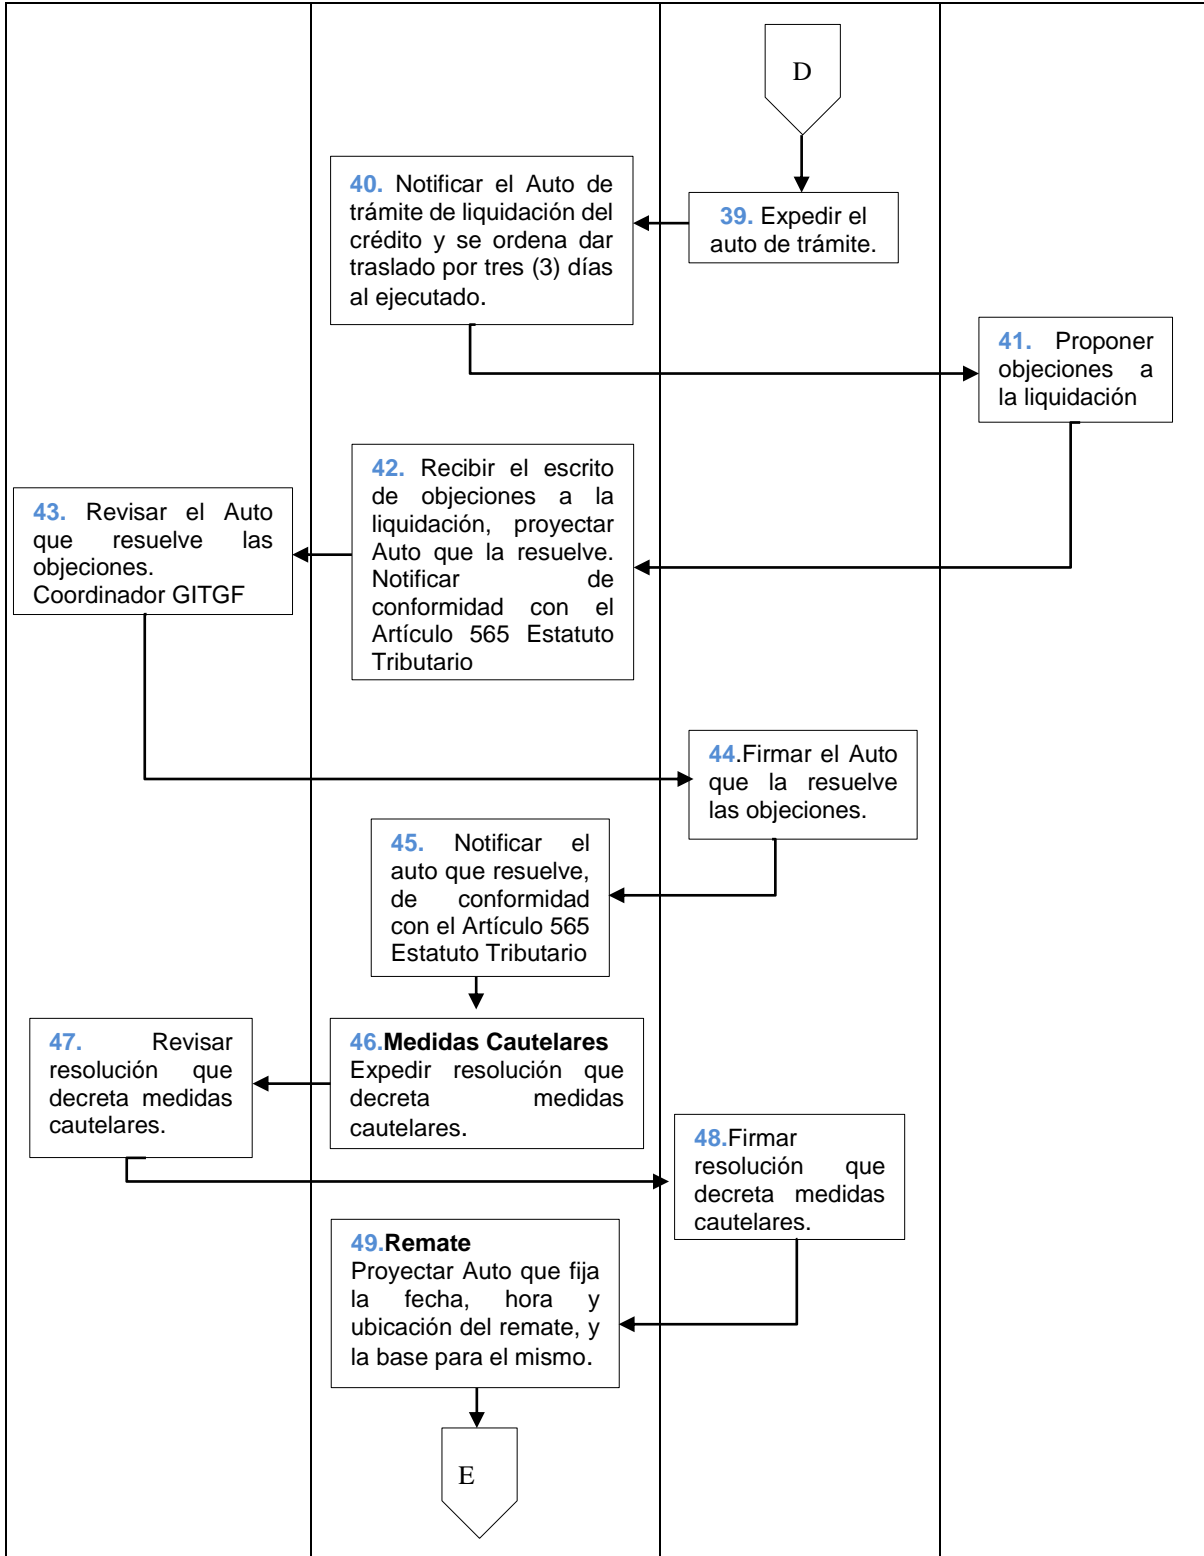 D
39. Expedir el
auto de trámite.
40. Notificar el Auto de
trámite de liquidación del
crédito y se ordena dar
traslado por tres (3) días
al ejecutado.
41. Proponer
objeciones a
la liquidación
42. Recibir el escrito
de objeciones a la
liquidación, proyectar
Auto que la resuelve.
Notificar de
conformidad con el
Artículo 565 Estatuto
Tributario
43. Revisar el Auto
que resuelve las
objeciones.
Coordinador GITGF
44.Firmar el Auto
que la resuelve
las objeciones.
45. Notificar el
auto que resuelve,
de conformidad
con el Artículo 565
Estatuto Tributario
46.Medidas Cautelares
Expedir resolución que
decreta medidas
cautelares.
47. Revisar
resolución que
decreta medidas
cautelares.
48.Firmar
resolución que
decreta medidas
cautelares.
49.Remate
Proyectar Auto que fija
la fecha, hora y
ubicación del remate, y
la base para el mismo.
E